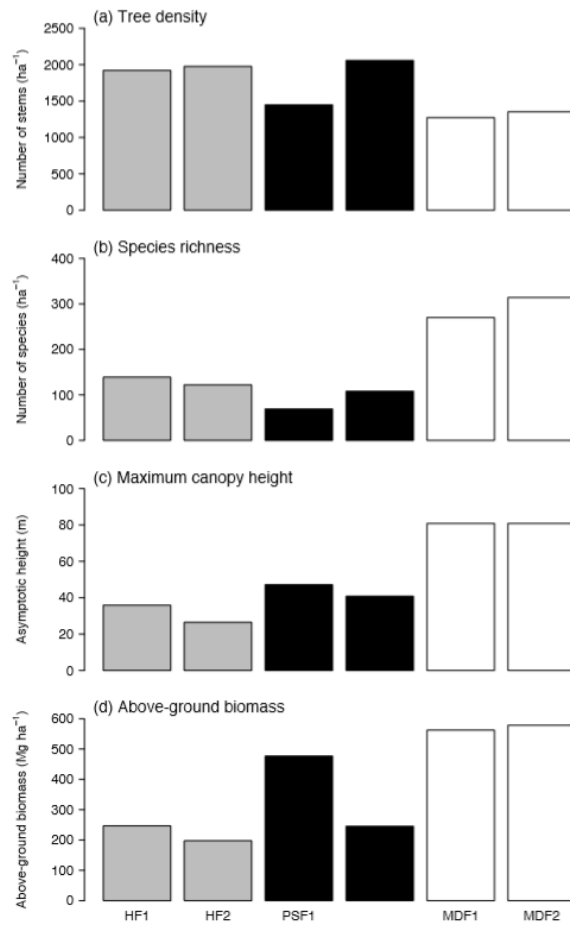 (a) Tree density
Number of stems (ha⁻¹)
2500
2000
1500
1000
500
0
(b) Species richness
Number of species (ha⁻¹)
400
300
200
100
0
(c) Maximum canopy height
Asymptotic height (m)
100
80
60
40
20
0
(d) Above-ground biomass
Above-ground biomass (Mg ha⁻¹)
600
500
400
300
200
100
0
HF1 HF2 PSF1 MDF1 MDF2